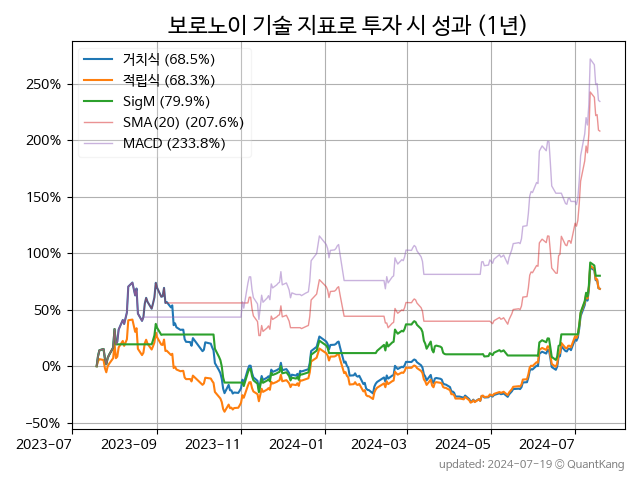 보로노이 기술 지표로 투자 시 성과 (1년)
거치식 (68.5%)
적립식 (68.3%)
SigM (79.9%)
SMA(20) (207.6%)
MACD (233.8%)
250%
200%
150%
100%
50%
0%
−50%
2023-07 2023-09 2023-11 2024-01 2024-03 2024-05 2024-07
updated: 2024-07-19 © QuantKang